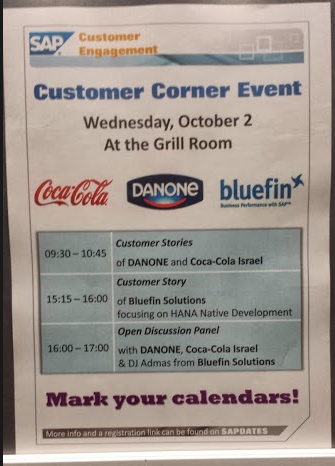 SAP Customer
Engagement
Customer Corner Event
Wednesday, October 2
At the Grill Room
Coca-Cola DANONE bluefin
Business Performance with SAP™
09:30 – 10:45
Customer Stories
of DANONE and Coca-Cola Israel
15:15 – 16:00
Customer Story
of Bluefin Solutions
focusing on HANA Native Development
16:00 – 17:00
Open Discussion Panel
with DANONE, Coca-Cola Israel
& DJ Admas from Bluefin Solutions
Mark your calendars!
More info and a registration link can be found on SAPDATES